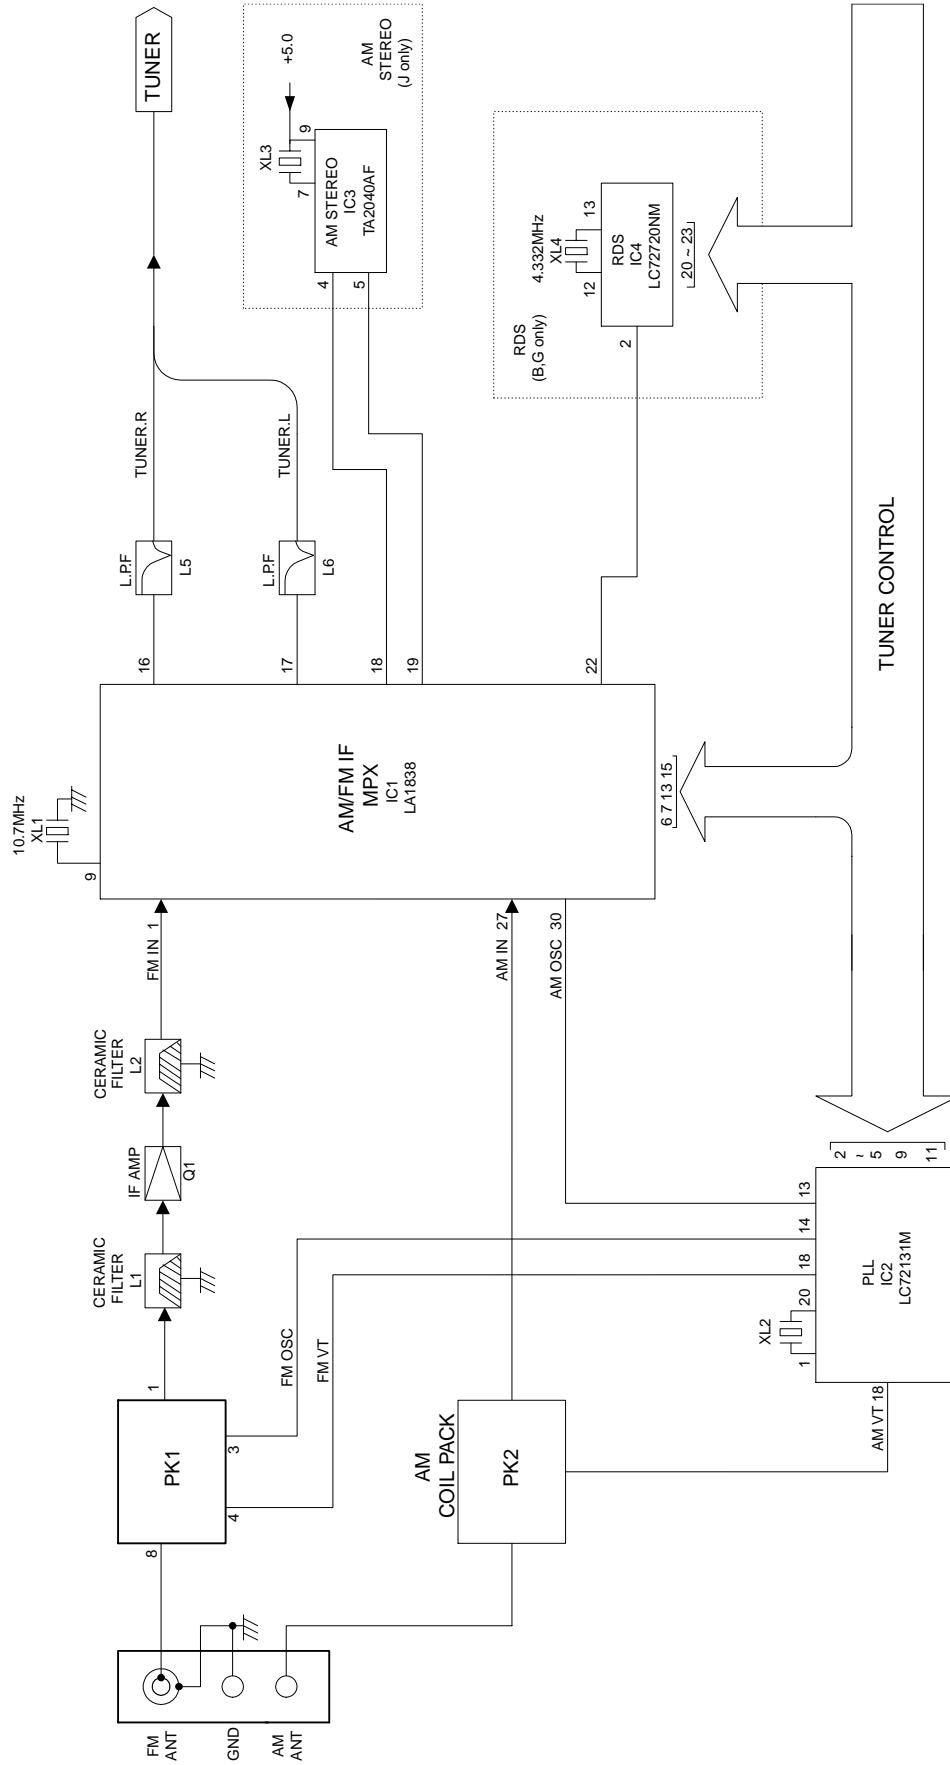 FM
ANT
GND
AM
ANT
8
PK1
1
3
4
FM OSC
FM VT
CERAMIC
FILTER
L1
IF AMP
Q1
CERAMIC
FILTER
L2
FM IN 1
10.7MHz
XL1
9
AM/FM IF
MPX
IC1
LA1838
16
L.P.F
L5
TUNER.R
TUNER
17
L.P.F
L6
TUNER.L
18
19
4
5
AM STEREO
IC3
TA2040AF
7
9
XL3
+5.0
AM
STEREO
(J only)
22
2
RDS
(B,G only)
RDS
IC4
LC72720NM
12
13
4.332MHz
XL4
20 ~ 23
6 7 13 15
TUNER CONTROL
AM
COIL PACK
PK2
AM IN 27
AM OSC 30
AM VT 18
XL2
1
20
18
14
13
PLL
IC2
LC72131M
2
~
5
9
11